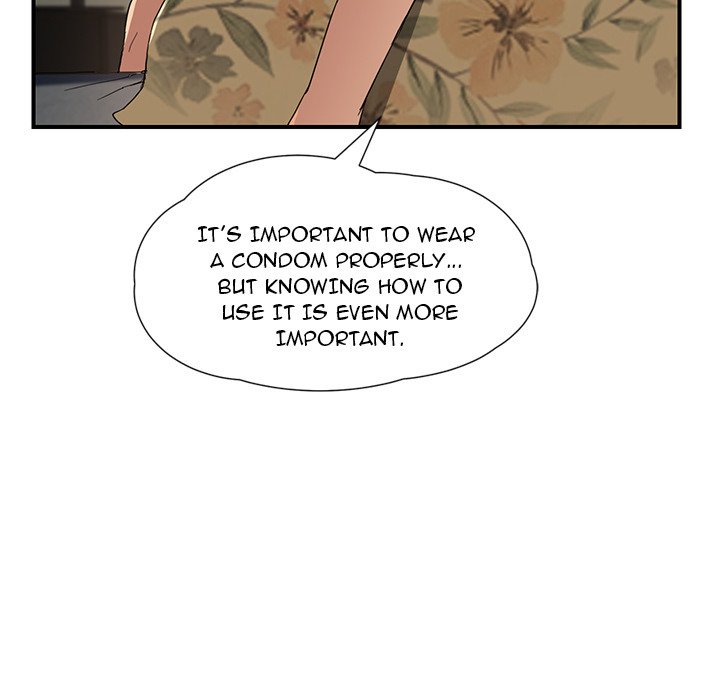 IT'S IMPORTANT TO WEAR
A CONDOM PROPERLY...
BUT KNOWING HOW TO
USE IT IS EVEN MORE
IMPORTANT.